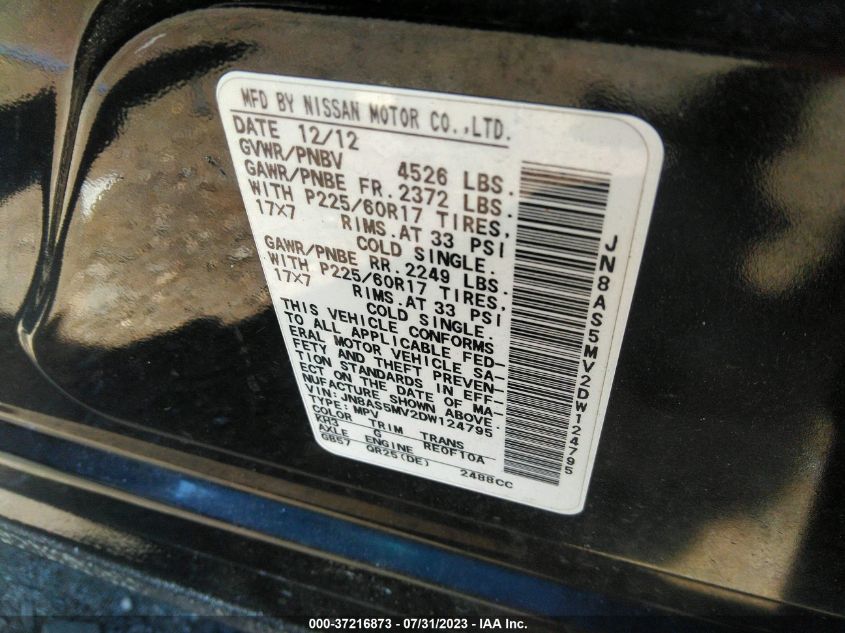 MFD BY NISSAN MOTOR CO.,LTD.
DATE 12/12
GVWR/PNBV 4526 LBS.
GAWR/PNBE FR. 2372 LBS.
WITH P225/60R17 TIRES,
17X7 RIMS.AT 33 PSI
COLD SINGLE.
GAWR/PNBE RR. 2249 LBS.
WITH P225/60R17 TIRES,
17X7 RIMS.AT 33 PSI
COLD SINGLE.
THIS VEHICLE CONFORMS
TO ALL APPLICABLE FED-
ERAL MOTOR VEHICLE SA-
FETY AND THEFT PREVEN-
TION STANDARDS IN EFF-
ECT ON THE DATE OF MA-
NUFACTURE SHOWN ABOVE.
VIN: JN8AS5MV2DW124795
TYPE: MPV
COLOR TRIM TRANS
KH3 G RE0F10A
AXLE ENGINE
GB57 QR25(DE) 2488CC
JN8AS5MV2DW124795
000-37216873 - 07/31/2023 - IAA Inc.